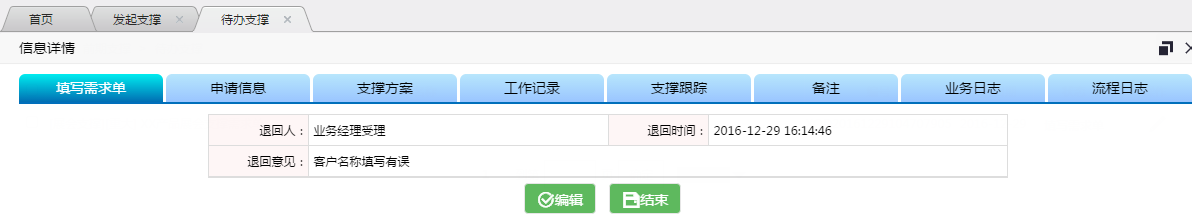 首页 发起支撑 待办支撑
信息详情
填写需求单 申请信息 支撑方案 工作记录 支撑跟踪 备注 业务日志 流程日志
退回人： 业务经理受理 退回时间： 2016-12-29 16:14:46
退回意见： 客户名称填写有误
编辑 结束